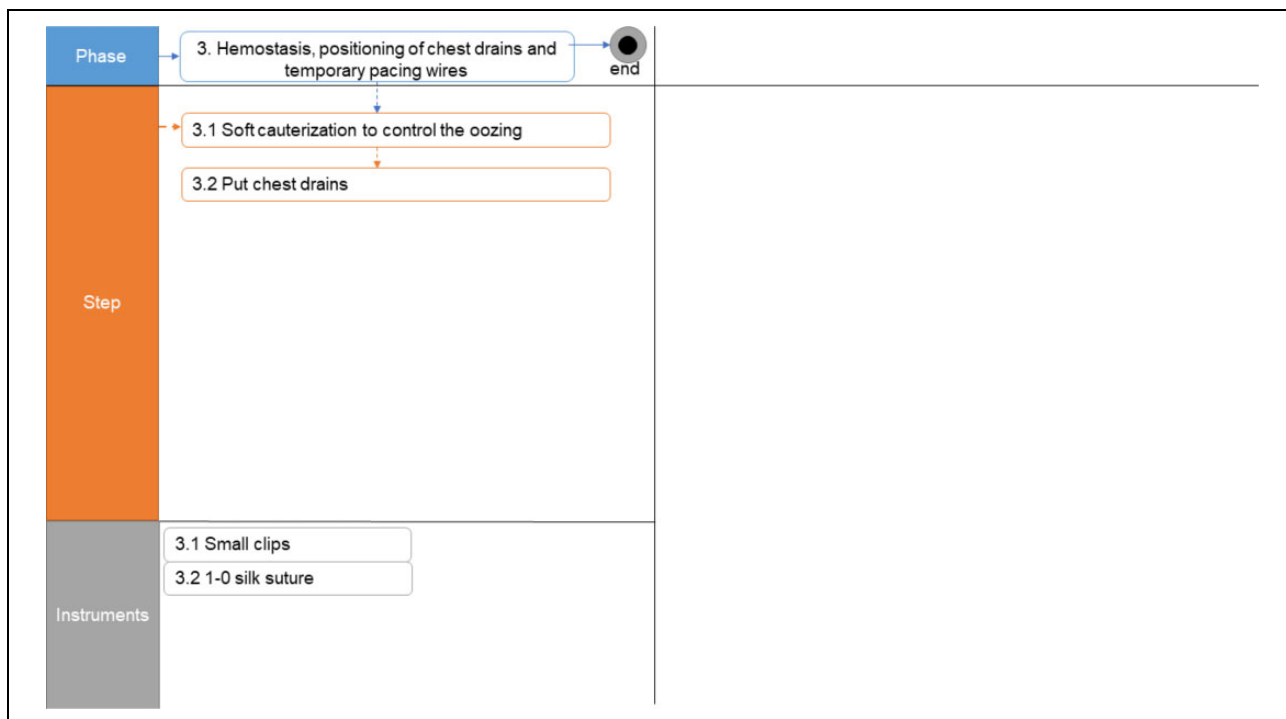 Phase
3. Hemostasis, positioning of chest drains and
temporary pacing wires
end
Step
3.1 Soft cauterization to control the oozing
3.2 Put chest drains
Instruments
3.1 Small clips
3.2 1-0 silk suture